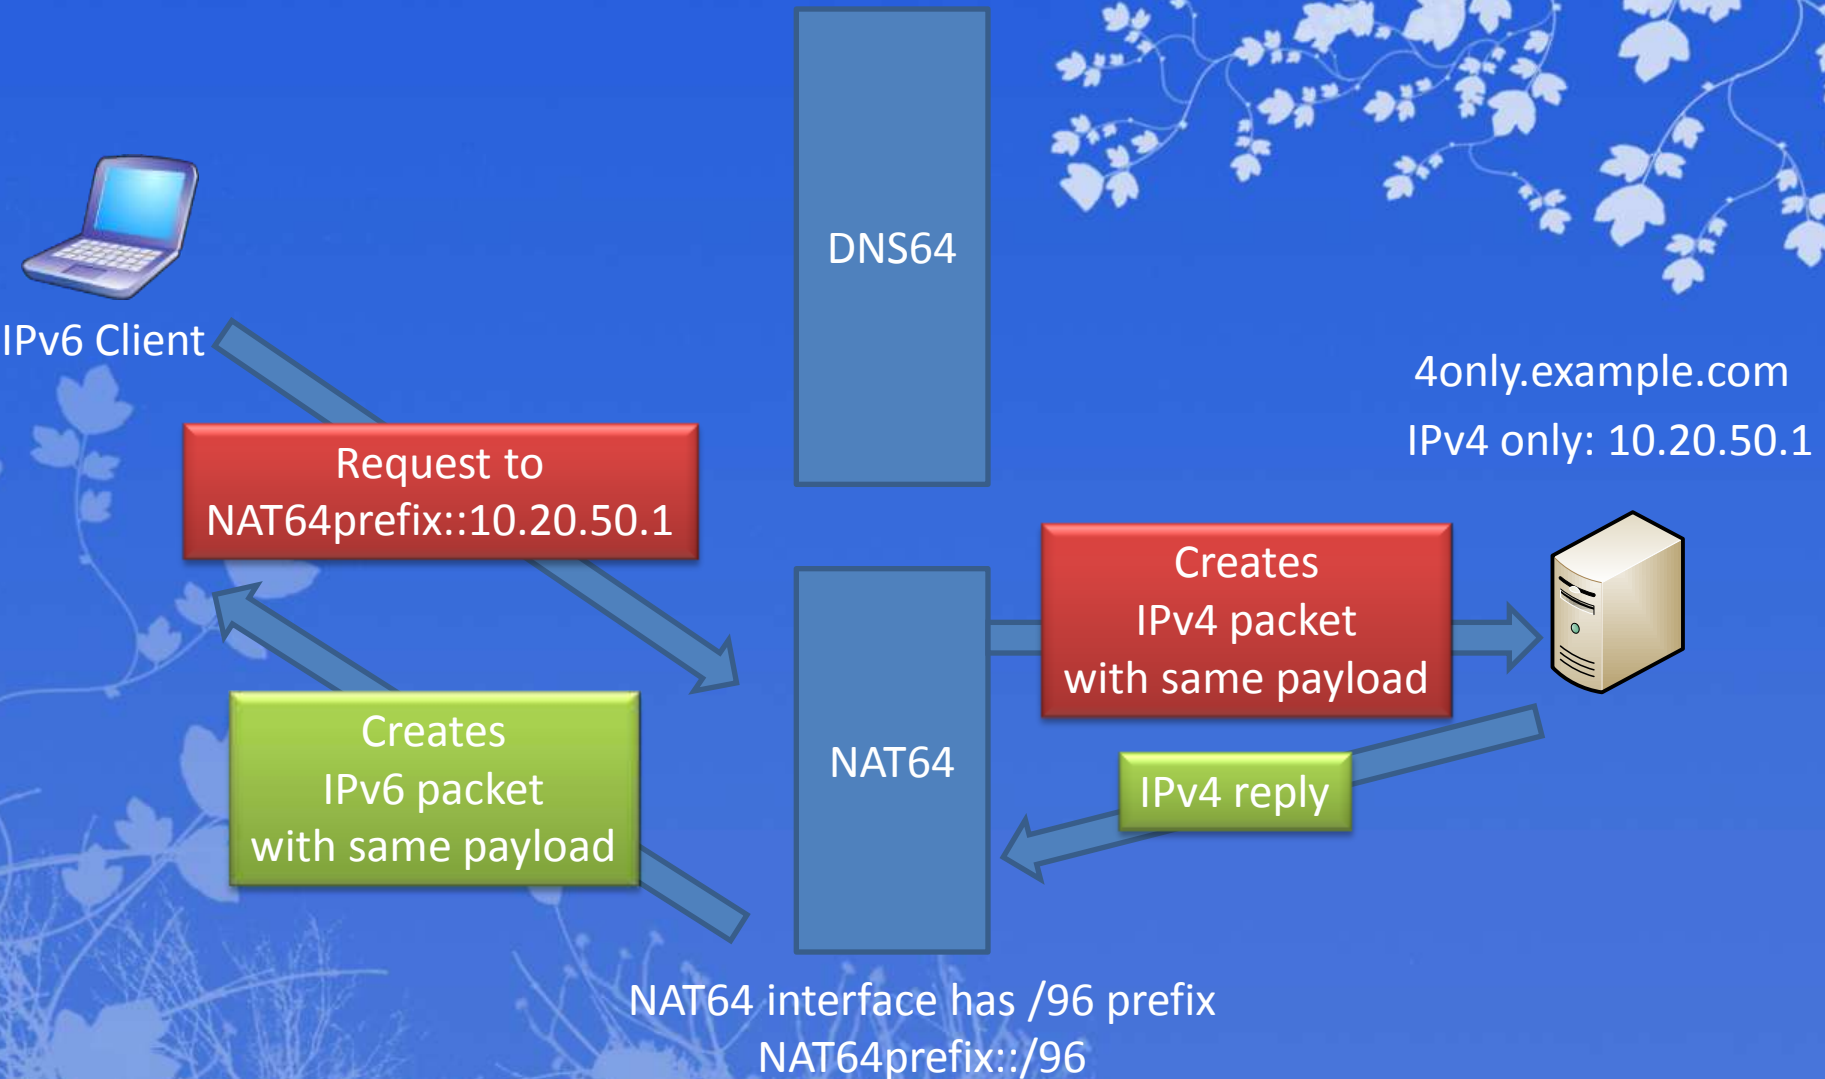 DNS64
IPv6 Client
4only.example.com
IPv4 only: 10.20.50.1
Request to
NAT64prefix::10.20.50.1
Creates
IPv4 packet
with same payload
Creates
IPv6 packet
with same payload
NAT64
IPv4 reply
NAT64 interface has /96 prefix
NAT64prefix::/96